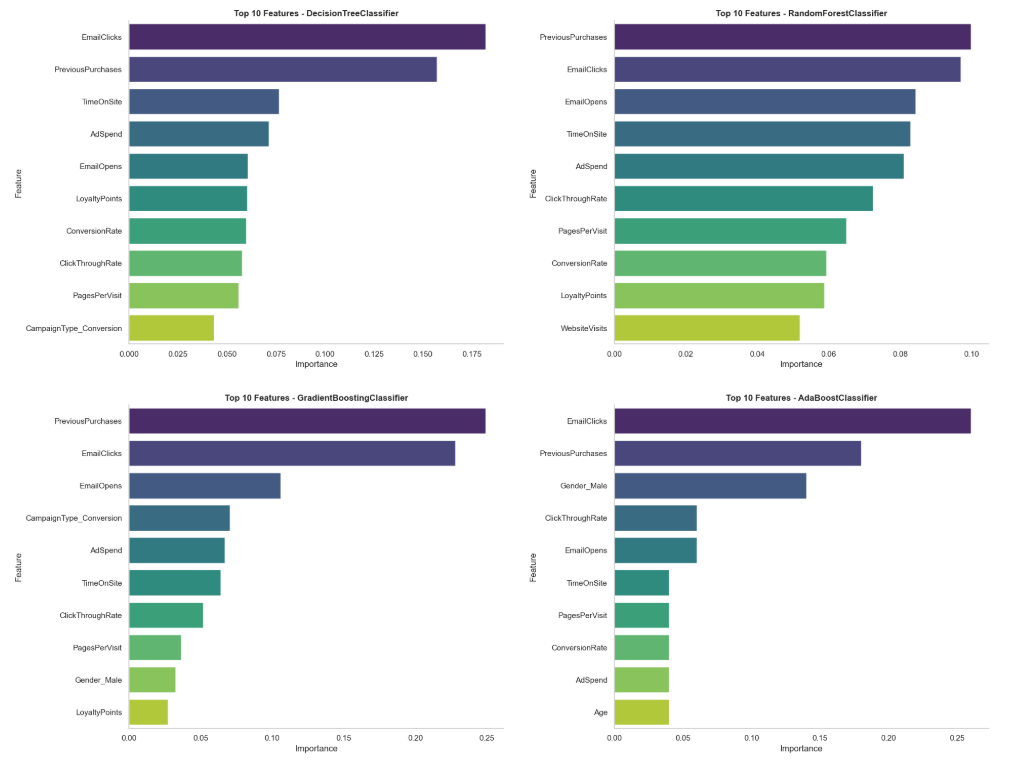 Top 10 Features - DecisionTreeClassifier
EmailClicks
PreviousPurchases
TimeOnSite
AdSpend
EmailOpens
LoyaltyPoints
ConversionRate
ClickThroughRate
PagesPerVisit
CampaignType_Conversion
Feature
0.000 0.025 0.050 0.075 0.100 0.125 0.150 0.175
Importance
Top 10 Features - RandomForestClassifier
PreviousPurchases
EmailClicks
EmailOpens
TimeOnSite
AdSpend
ClickThroughRate
PagesPerVisit
ConversionRate
LoyaltyPoints
WebsiteVisits
Feature
0.00 0.02 0.04 0.06 0.08 0.10
Importance
Top 10 Features - GradientBoostingClassifier
PreviousPurchases
EmailClicks
EmailOpens
CampaignType_Conversion
AdSpend
TimeOnSite
ClickThroughRate
PagesPerVisit
Gender_Male
LoyaltyPoints
Feature
0.00 0.05 0.10 0.15 0.20 0.25
Importance
Top 10 Features - AdaBoostClassifier
EmailClicks
PreviousPurchases
Gender_Male
ClickThroughRate
EmailOpens
TimeOnSite
PagesPerVisit
ConversionRate
AdSpend
Age
Feature
0.00 0.05 0.10 0.15 0.20 0.25
Importance